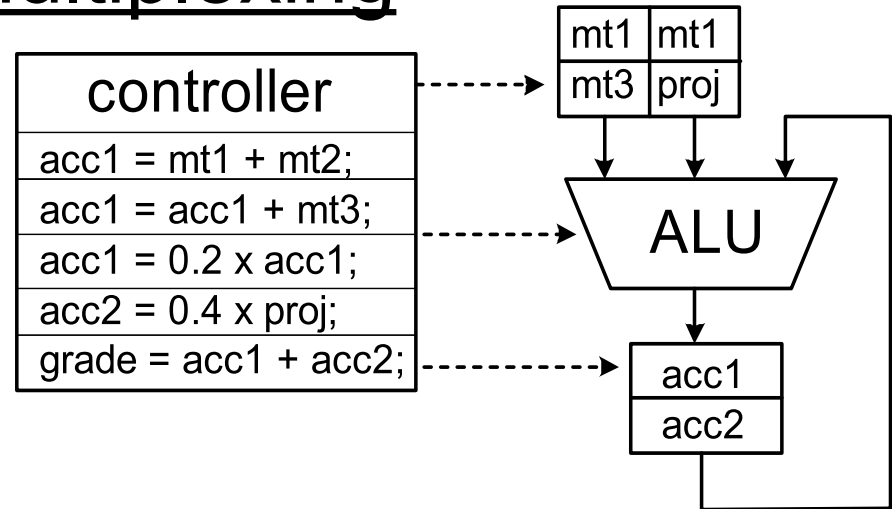 controller
acc1 = mt1 + mt2;
acc1 = acc1 + mt3;
acc1 = 0.2 x acc1;
acc2 = 0.4 x proj;
grade = acc1 + acc2;
mt1 mt1
mt3 proj
ALU
acc1
acc2